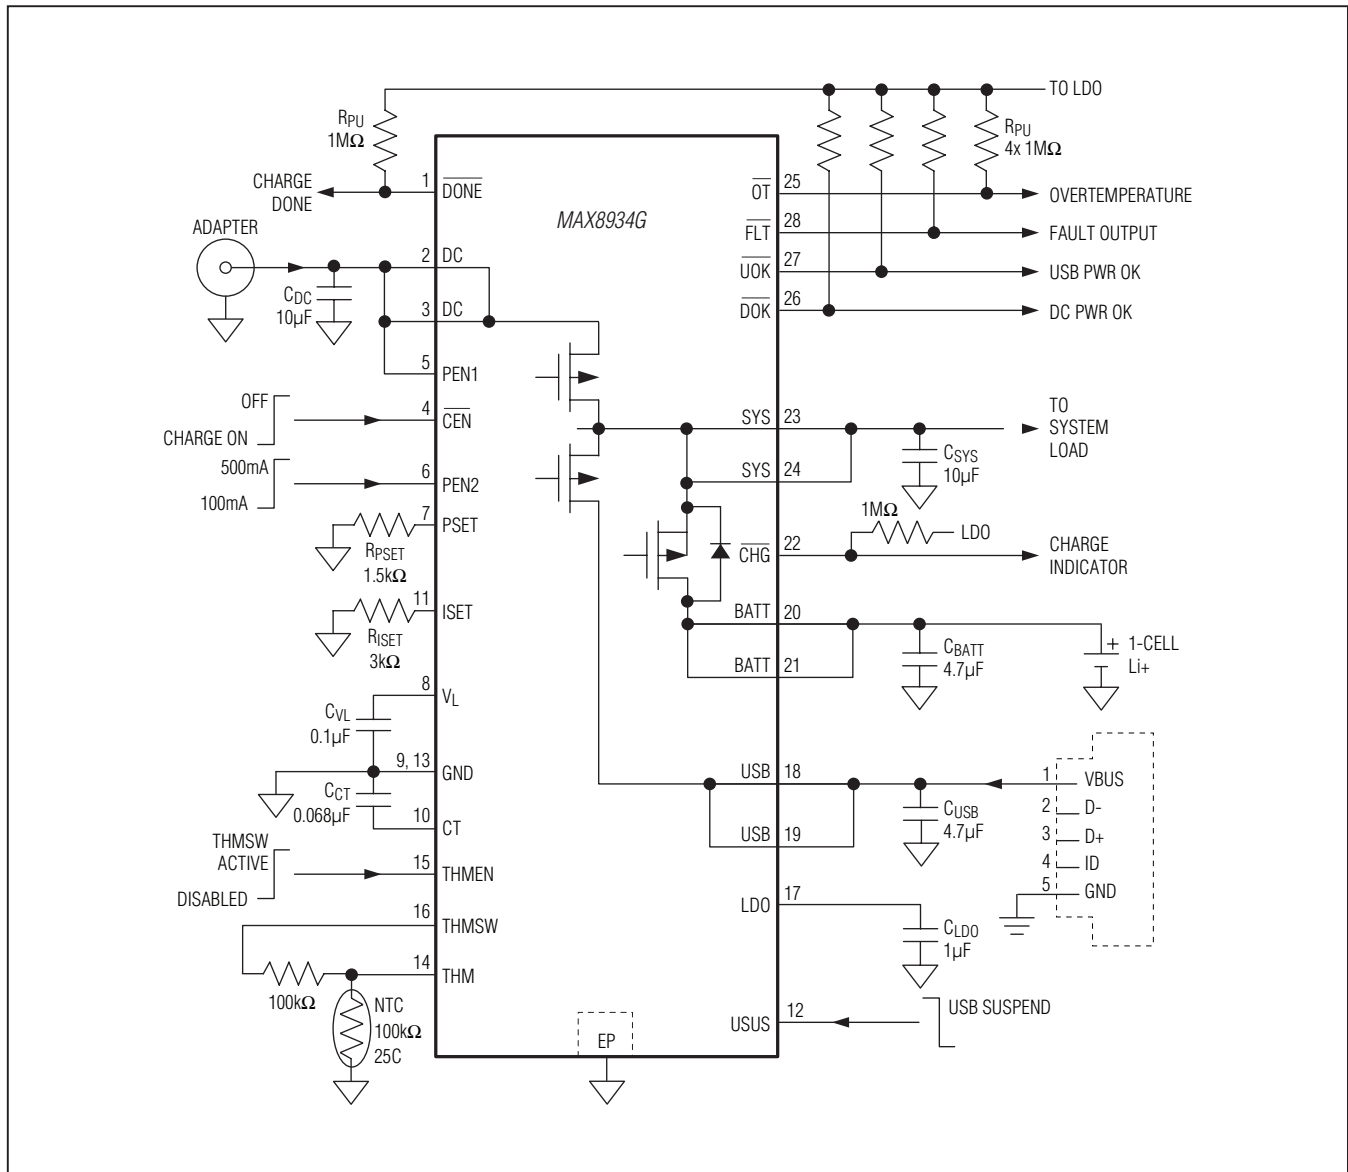 TO LDO
RPU
1MΩ
RPU
4x 1MΩ
CHARGE
DONE
1
DONE
MAX8934G
OT
25
OVERTEMPERATURE
FLT
28
FAULT OUTPUT
UOK
27
USB PWR OK
DOK
26
DC PWR OK
ADAPTER
2
DC
CDC
10µF
3
DC
5
PEN1
OFF
CHARGE ON
4
CEN
500mA
100mA
6
PEN2
7
PSET
RPSET
1.5kΩ
11
ISET
RISET
3kΩ
8
VL
CVL
0.1µF
9, 13
GND
CCT
0.068µF
10
CT
THMSW
ACTIVE
DISABLED
15
THMEN
16
THMSW
14
THM
100kΩ
NTC
100kΩ
25C
EP
SYS
23
TO
SYSTEM
LOAD
SYS
24
CSYS
10µF
1MΩ
LDO
CHG
22
CHARGE
INDICATOR
BATT
20
BATT
21
CBATT
4.7µF
+ 1-CELL
Li+
USB
18
USB
19
CUSB
4.7µF
1
VBUS
2
D-
3
D+
4
ID
5
GND
LDO
17
CLDO
1µF
USUS
12
USB SUSPEND